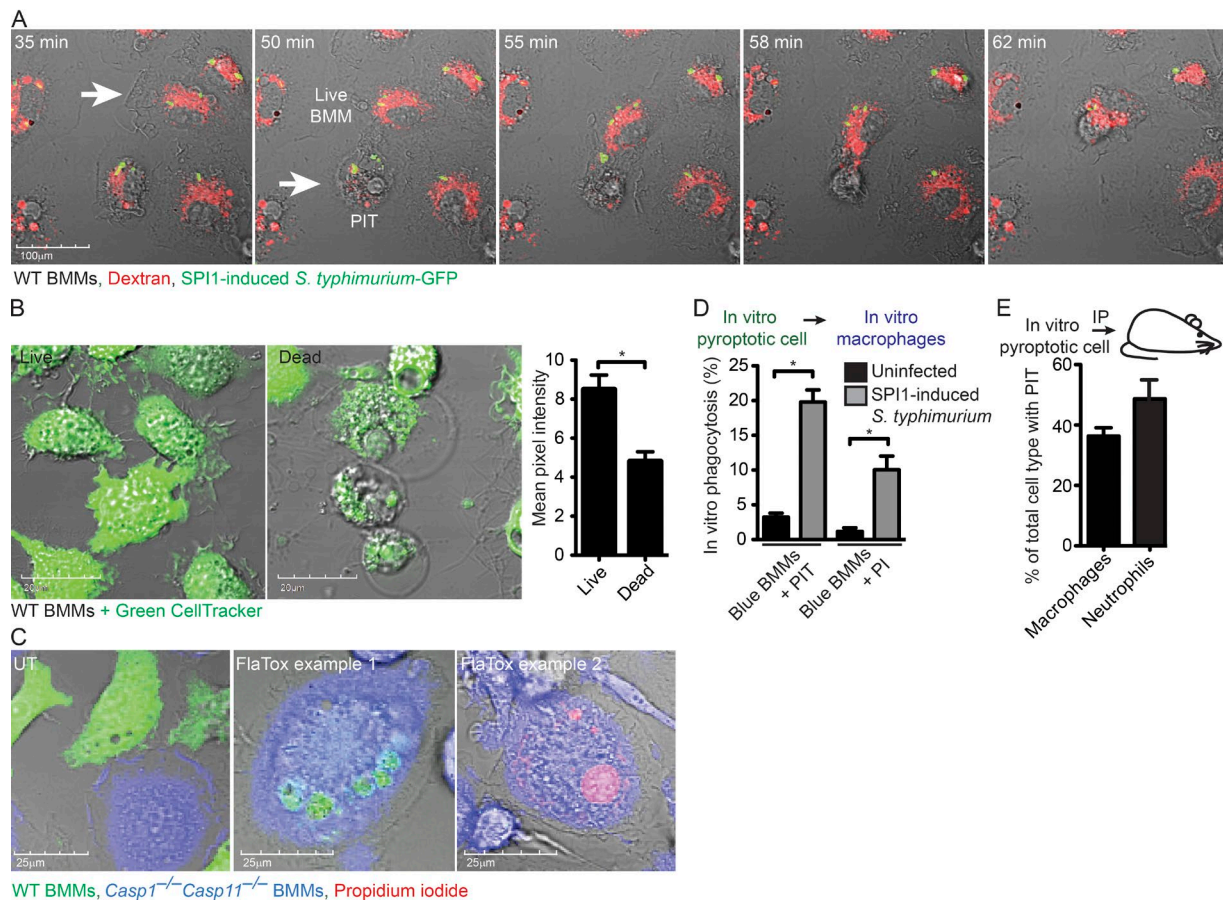 A
35 min
50 min
55 min
58 min
62 min
Live
BMM
PIT
100μm
WT BMMs, Dextran, SPI1-induced S. typhimurium-GFP
B
Live
Dead
20μm
20μm
WT BMMs + Green CellTracker
Mean pixel intensity
10
8
6
4
2
0
*
Live
Dead
D
In vitro
pyroptotic cell
In vitro
macrophages
In vitro phagocytosis (%)
25
20
15
10
5
0
*
*
Uninfected
SPI1-induced
S. typhimurium
Blue BMMs
+ PIT
Blue BMMs
+ PI
E
In vitro
pyroptotic cell
IP
% of total cell type with PIT
60
40
20
0
Macrophages
Neutrophils
C
UT
FlaTox example 1
FlaTox example 2
25μm
25μm
25μm
WT BMMs, Casp1–/–Casp11–/– BMMs, Propidium iodide